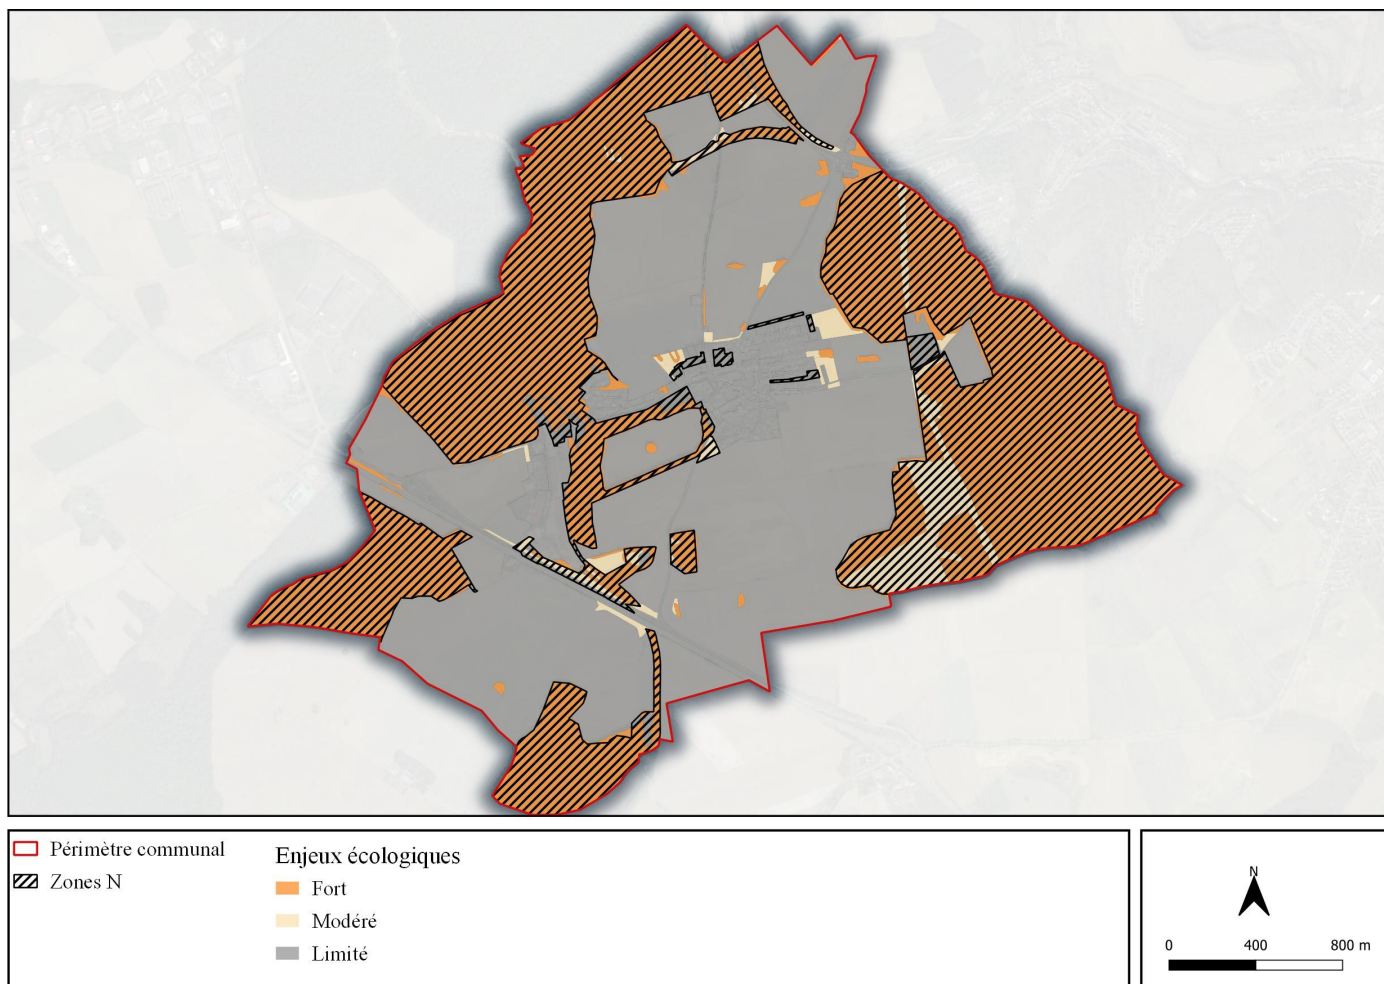 Périmètre communal
Zones N
Enjeux écologiques
Fort
Modéré
Limité
N
0 400 800 m